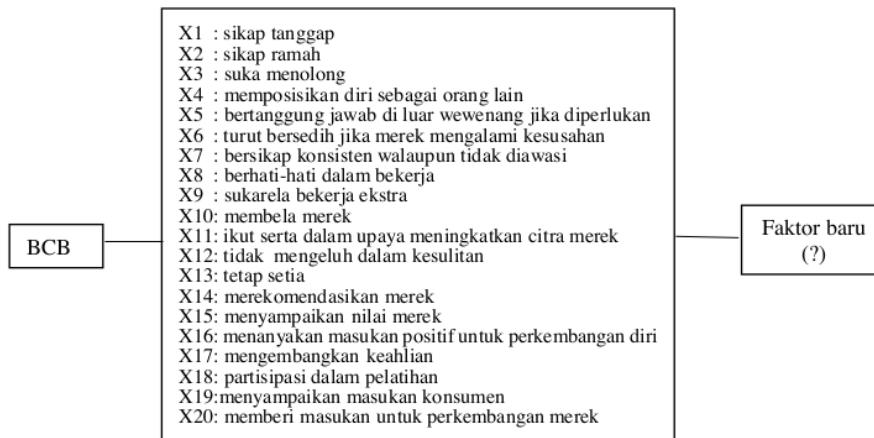 X1 : sikap tanggap
X2 : sikap ramah
X3 : suka menolong
X4 : memposisikan diri sebagai orang lain
X5 : bertanggung jawab di luar wewenang jika diperlukan
X6 : turut bersedih jika merek mengalami kesusahan
X7 : bersikap konsisten walaupun tidak diawasi
X8 : berhati-hati dalam bekerja
X9 : sukarela bekerja ekstra
X10: membela merek
X11: ikut serta dalam upaya meningkatkan citra merek
X12: tidak mengeluh dalam kesulitan
X13: tetap setia
X14: merekomendasikan merek
X15: menyampaikan nilai merek
X16: menanyakan masukan positif untuk perkembangan diri
X17: mengembangkan keahlian
X18: partisipasi dalam pelatihan
X19:menyampaikan masukan konsumen
X20: memberi masukan untuk perkembangan merek
BCB
Faktor baru
(?)